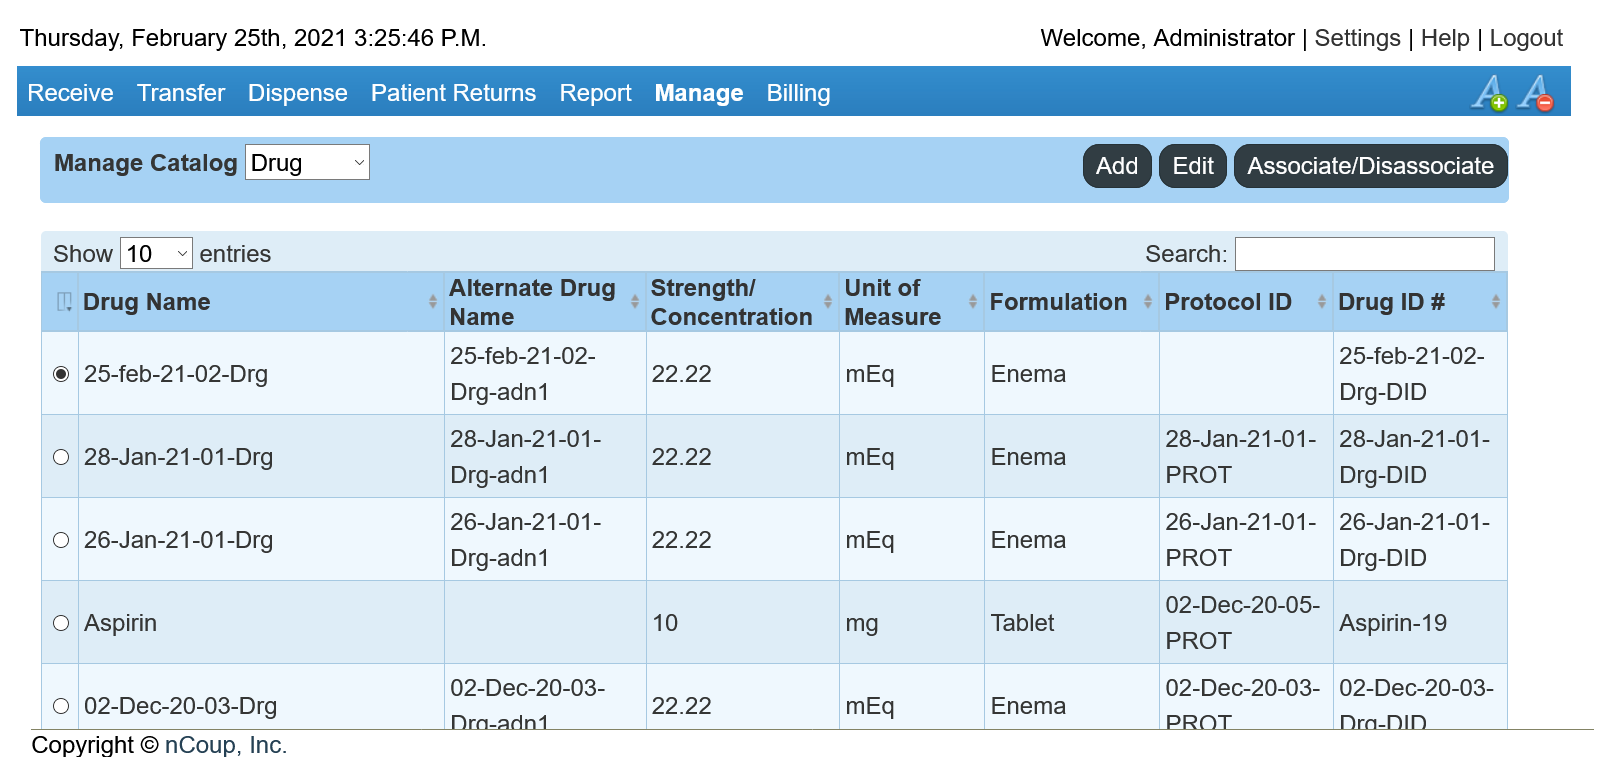 Thursday, February 25th, 2021 3:25:46 P.M. Welcome, Administrator | Settings | Help | Logout
Receive Transfer Dispense Patient Returns Report Manage Billing
Manage Catalog Drug Add Edit Associate/Disassociate
Show 10 entries Search:
Drug Name Alternate Drug Name Strength/ Concentration Unit of Measure Formulation Protocol ID Drug ID #
25-feb-21-02-Drg 25-feb-21-02-Drg-adn1 22.22 mEq Enema 25-feb-21-02-Drg-DID
28-Jan-21-01-Drg 28-Jan-21-01-Drg-adn1 22.22 mEq Enema 28-Jan-21-01-PROT 28-Jan-21-01-Drg-DID
26-Jan-21-01-Drg 26-Jan-21-01-Drg-adn1 22.22 mEq Enema 26-Jan-21-01-PROT 26-Jan-21-01-Drg-DID
Aspirin 10 mg Tablet 02-Dec-20-05-PROT Aspirin-19
02-Dec-20-03-Drg 02-Dec-20-03-Drg-adn1 22.22 mEq Enema 02-Dec-20-03-PROT 02-Dec-20-03-Drg-DID
Copyright © nCoup, Inc.